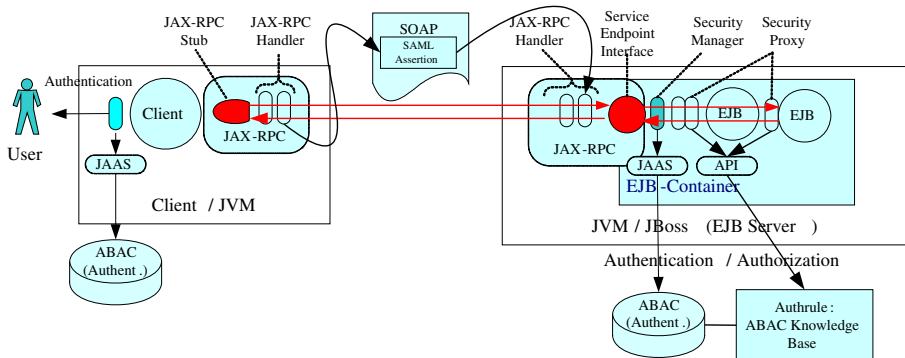 JAX-RPC
Stub
JAX-RPC
Handler
SOAP
SAML
Assertion
JAX-RPC
Handler
Service
Endpoint
Interface
Security
Manager
Security
Proxy
Authentication
Client
JAX-RPC
User
JAAS
Client / JVM
ABAC
(Authent .)
JAX-RPC
EJB
EJB
JAAS
API
EJB -Container
JVM / JBoss (EJB Server )
Authentication / Authorization
ABAC
(Authent .)
Authrule :
ABAC Knowledge
Base